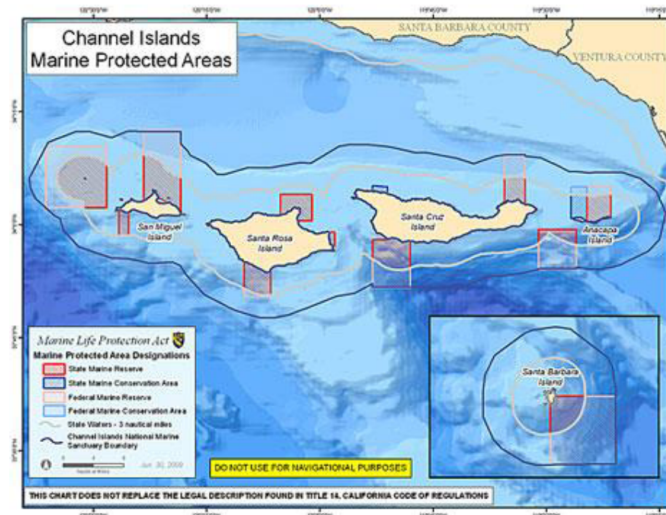 Channel Islands
Marine Protected Areas
SANTA BARBARA COUNTY
VENTURA COUNTY
San Miguel
Island
Santa Rosa
Island
Santa Cruz
Island
Anacapa
Island
Santa Barbara
Island
Marine Life Protection Act
Marine Protected Area Designations
State Marine Reserve
State Marine Conservation Area
Federal Marine Reserve
Federal Marine Conservation Area
State Waters - 3 nautical miles
Channel Islands National Marine
Sanctuary Boundary
DO NOT USE FOR NAVIGATIONAL PURPOSES
THIS CHART DOES NOT REPLACE THE LEGAL DESCRIPTION FOUND IN TITLE 14, CALIFORNIA CODE OF REGULATIONS